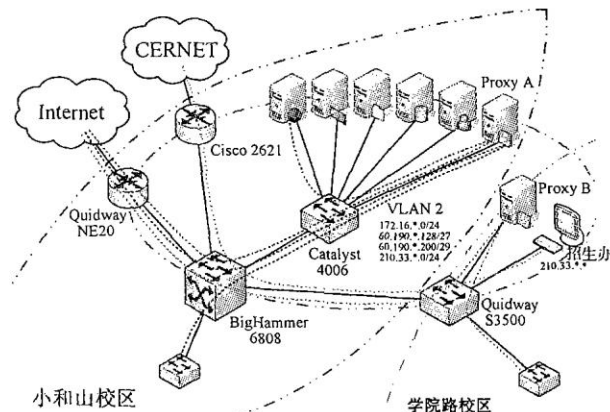 CERNET
Internet
Cisco 2621
Proxy A
Quidway
NE20
Proxy B
VLAN 2
172.16.*.0/24
60.190.*.128/27
60.190.*.200/29
210.33.*.0/24
Catalyst
4006
招生办
210.33.*.*
BigHammer
6808
Quidway
S3500
小和山校区
学院路校区